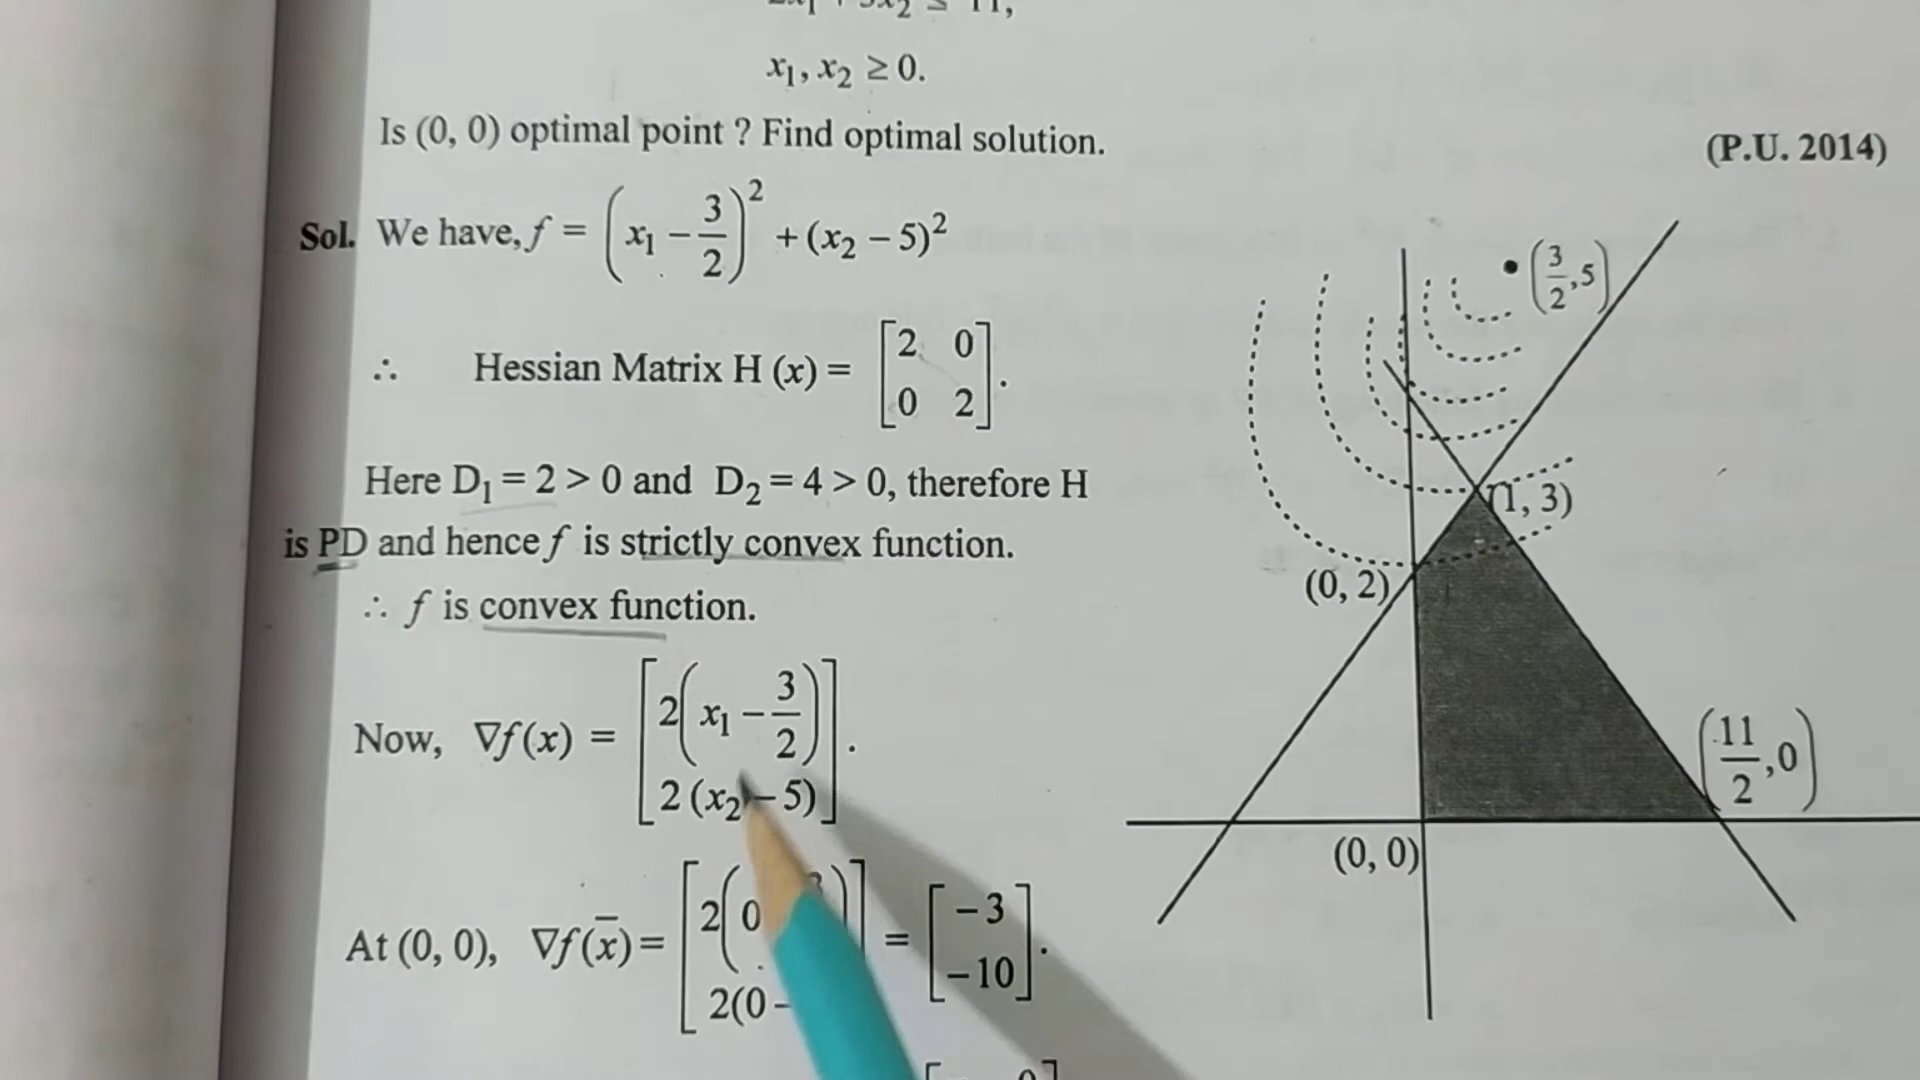 x₁, x₂ ≥ 0.
Is (0, 0) optimal point ? Find optimal solution.
(P.U. 2014)
Sol. We have, f = (x₁ − 3/2)² + (x₂ − 5)²
∴ Hessian Matrix H (x) = [2 0
0 2].
Here D₁ = 2 > 0 and D₂ = 4 > 0, therefore H
is PD and hence f is strictly convex function.
∴ f is convex function.
Now, ∇f(x) = [2(x₁ − 3/2)
2 (x₂ − 5)].
At (0, 0), ∇f(x̄) = [2(0
2(0 −
= [−3
−10].
(3/2, 5)
(1, 3)
(0, 2)
(11/2, 0)
(0, 0)